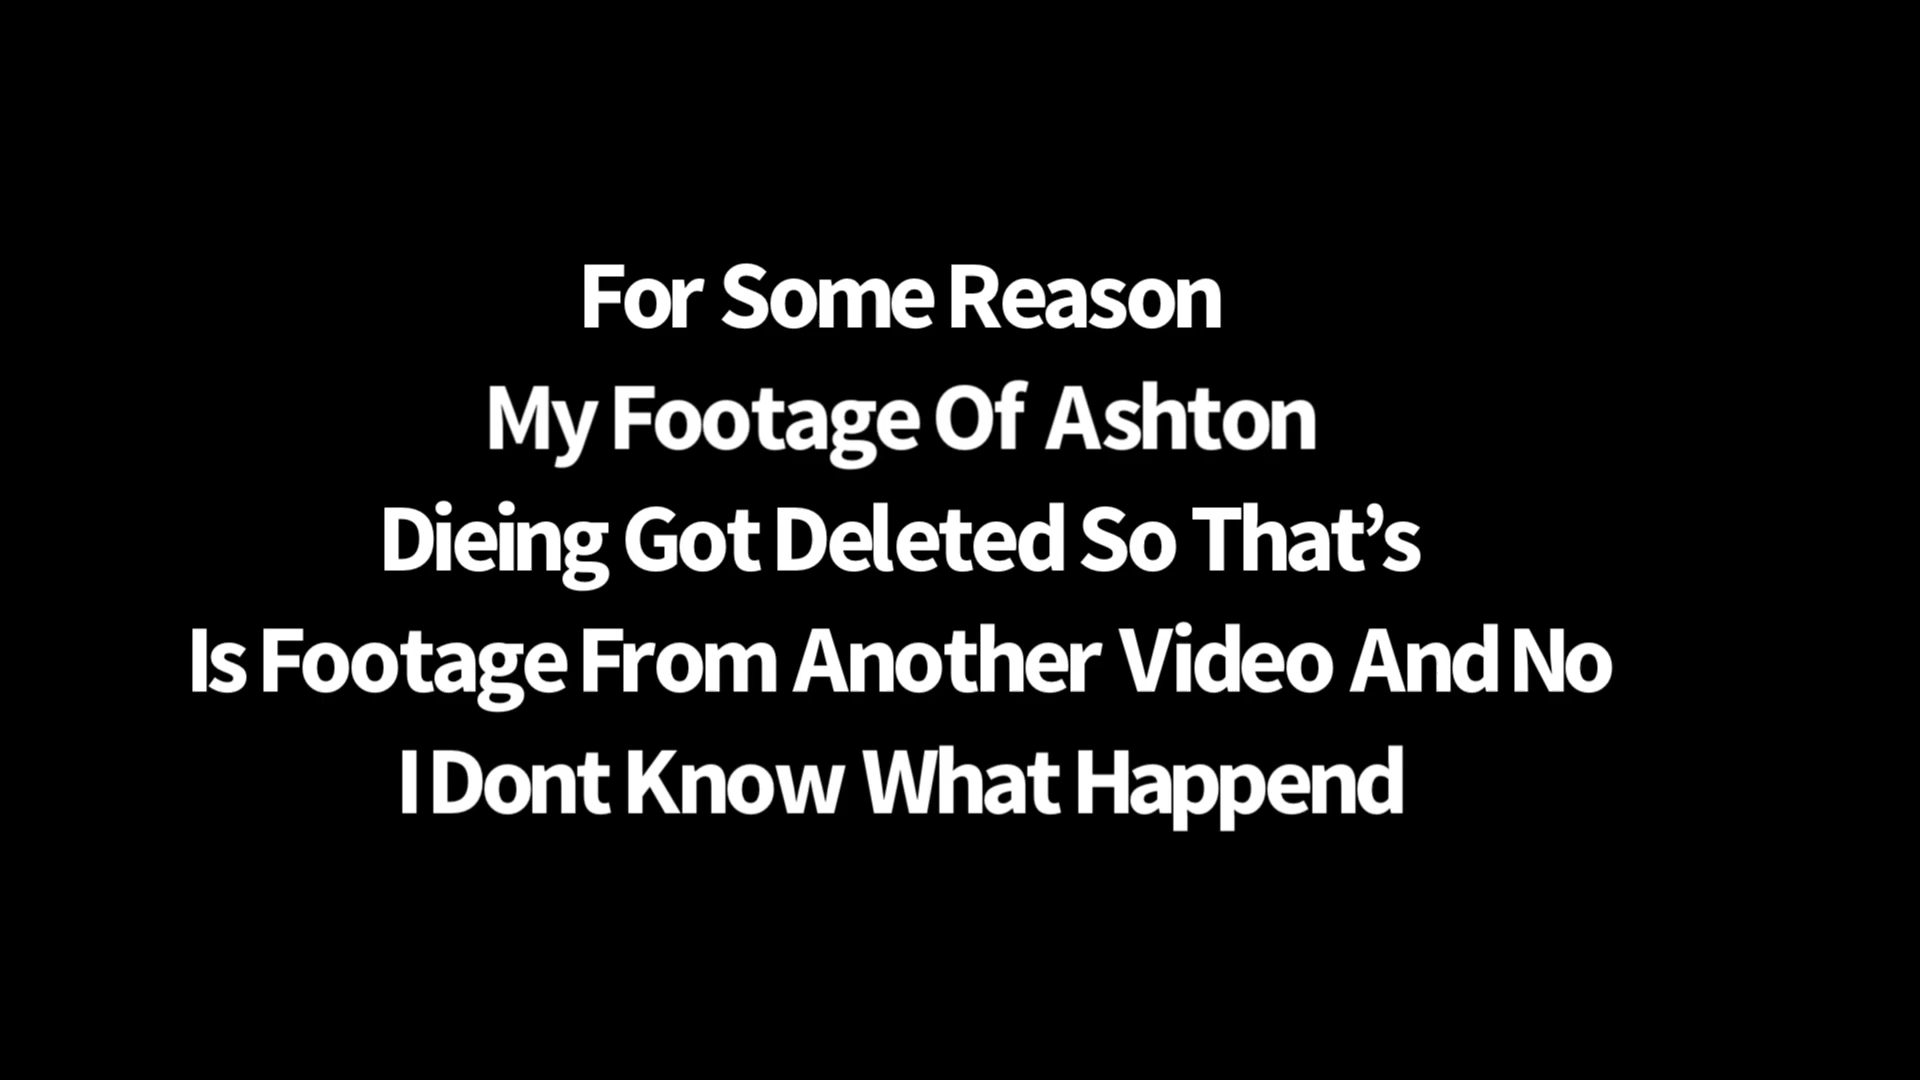 For Some Reason
My Footage Of Ashton
Dieing Got Deleted So That’s
Is Footage From Another Video And No
I Dont Know What Happend